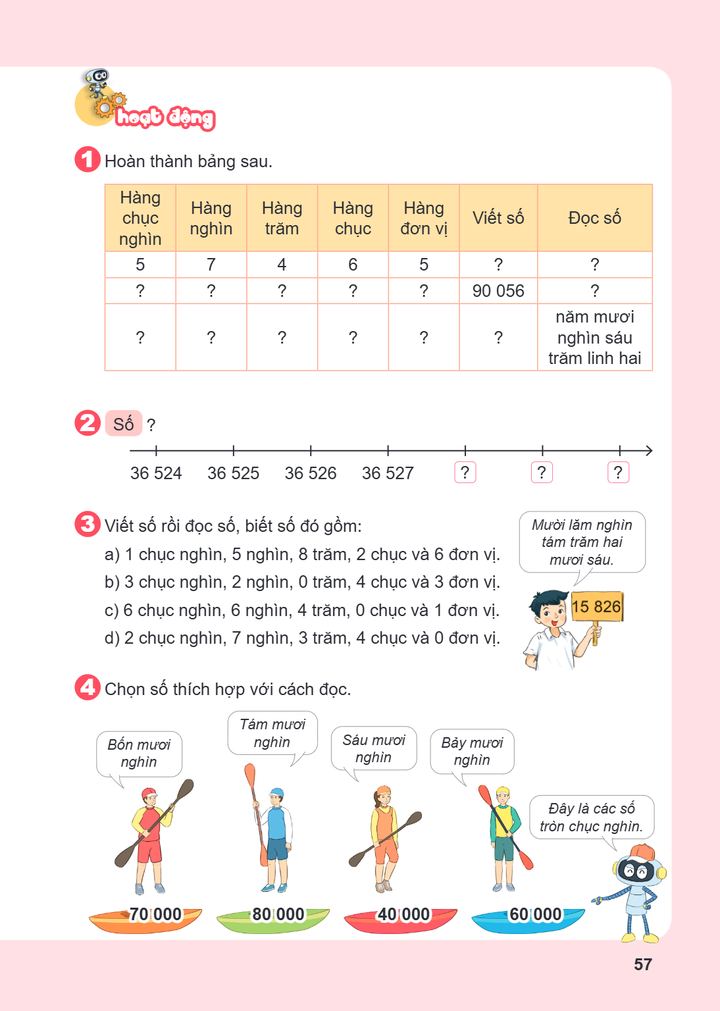 hoạt động
1 Hoàn thành bảng sau.
Hàng chục nghìn Hàng nghìn Hàng trăm Hàng chục Hàng đơn vị Viết số Đọc số
5 7 4 6 5 ? ?
? ? ? ? ? 90 056 ?
? ? ? ? ? ? năm mươi nghìn sáu trăm linh hai
2 Số ?
36 524 36 525 36 526 36 527 ? ? ?
3 Viết số rồi đọc số, biết số đó gồm:
a) 1 chục nghìn, 5 nghìn, 8 trăm, 2 chục và 6 đơn vị.
b) 3 chục nghìn, 2 nghìn, 0 trăm, 4 chục và 3 đơn vị.
c) 6 chục nghìn, 6 nghìn, 4 trăm, 0 chục và 1 đơn vị.
d) 2 chục nghìn, 7 nghìn, 3 trăm, 4 chục và 0 đơn vị.
Mười lăm nghìn
tám trăm hai
mươi sáu.
15 826
4 Chọn số thích hợp với cách đọc.
Bốn mươi
nghìn
Tám mươi
nghìn
Sáu mươi
nghìn
Bảy mươi
nghìn
Đây là các số
tròn chục nghìn.
70 000 80 000 40 000 60 000
57